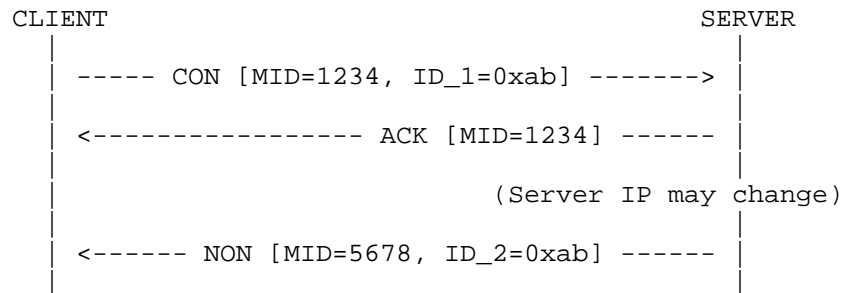 CLIENT SERVER
----- CON [MID=1234, ID_1=0xab] ------->
<----------------- ACK [MID=1234] ------
(Server IP may change)
<------ NON [MID=5678, ID_2=0xab] ------